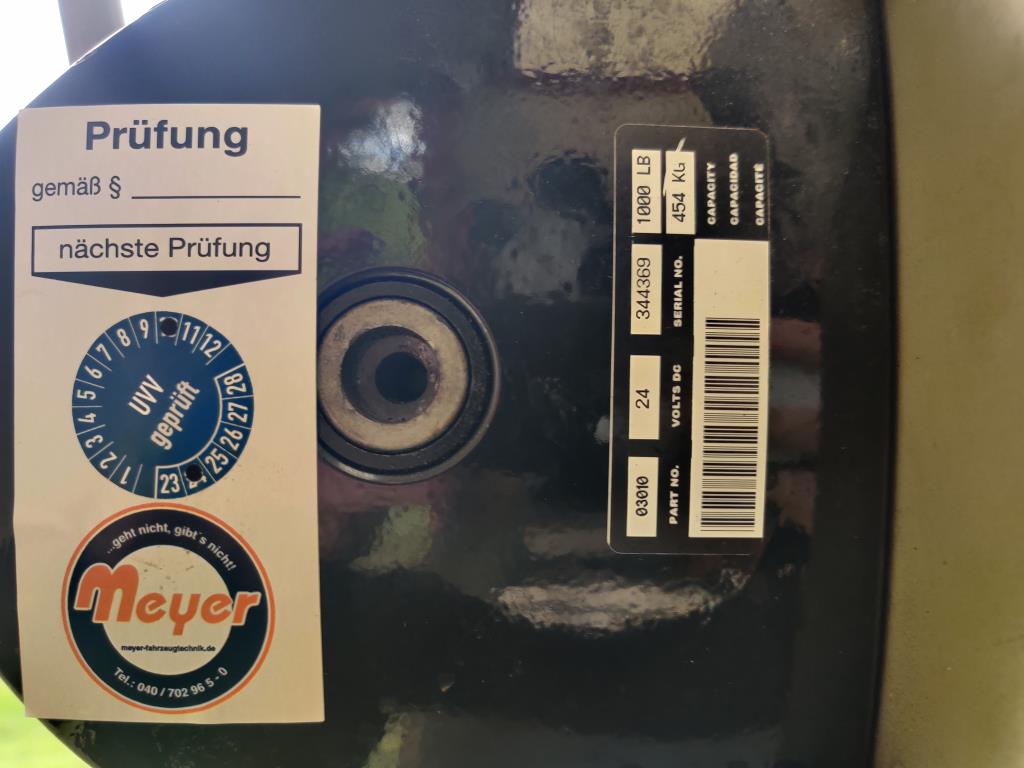 Prüfung
gemäß §
nächste Prüfung
1 2 3 4 5 6 7 8 9 11 12
UVV
geprüft
23 25 26 27 28
...geht nicht, gibt's nicht!
Meyer
meyer-fahrzeugtechnik.de
Tel.: 040 / 702 96 5 - 0
03010 24 344369 1000 LB
454 KG
PART NO. VOLTS DC SERIAL NO.
CAPACITY
CAPACIDAD
CAPACITÉ